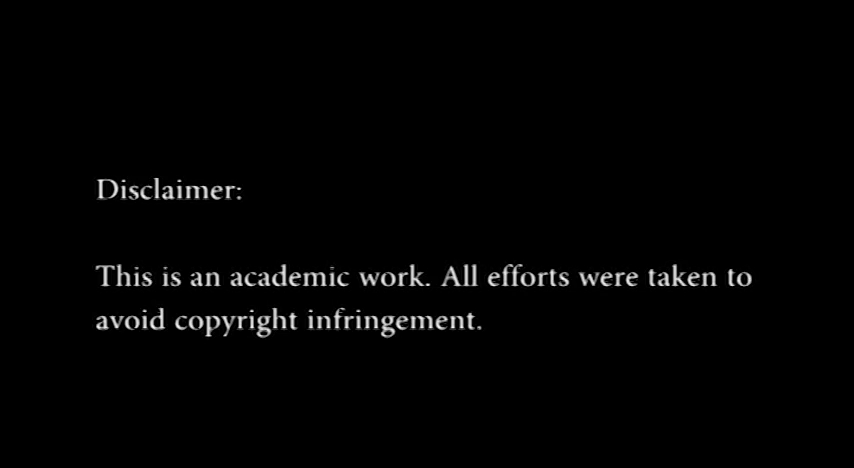 Disclaimer:
This is an academic work. All efforts were taken to
avoid copyright infringement.